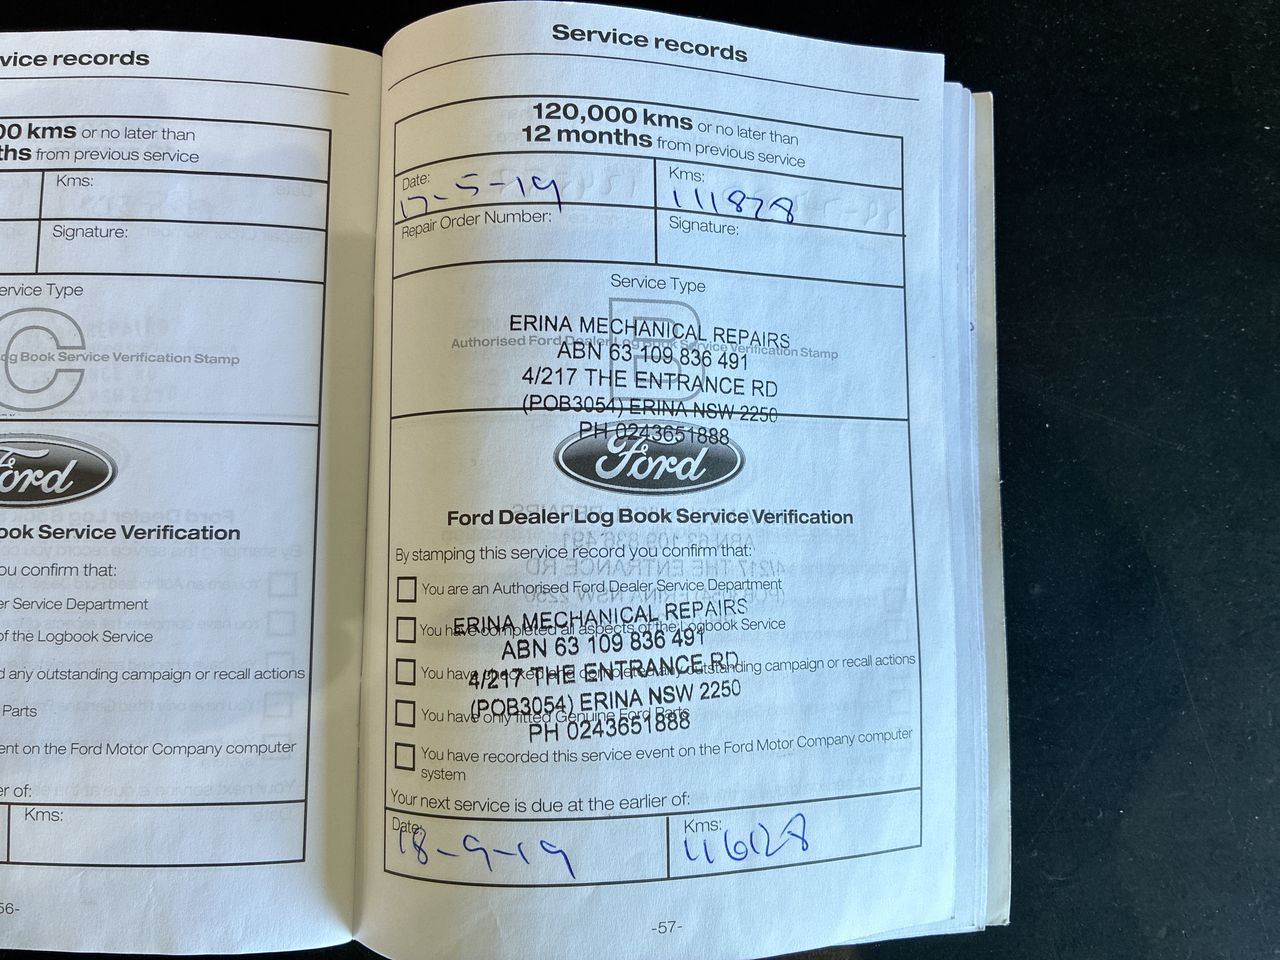 vice records
00 kms or no later than
ths from previous service
Kms:
Signature:
ervice Type
C
og Book Service Verification Stamp
Ford
ook Service Verification
ou confirm that:
er Service Department
of the Logbook Service
d any outstanding campaign or recall actions
Parts
ent on the Ford Motor Company computer
er of:
Kms:
56-
Service records
120,000 kms or no later than
12 months from previous service
Date: 17-5-19
Kms: 111828
Repair Order Number:
Signature:
Service Type
B
Authorised Ford Dealer Log Book Service Verification Stamp
ERINA MECHANICAL REPAIRS
ABN 63 109 836 491
4/217 THE ENTRANCE RD
(POB3054) ERINA NSW 2250
PH 0243651888
Ford
Ford Dealer Log Book Service Verification
By stamping this service record you confirm that:
You are an Authorised Ford Dealer Service Department
You have completed all aspects of the Logbook Service
You have checked and completed any outstanding campaign or recall actions
You have only fitted Genuine Ford Parts
You have recorded this service event on the Ford Motor Company computer
system
ERINA MECHANICAL REPAIRS
ABN 63 109 836 491
4/217 THE ENTRANCE RD
(POB3054) ERINA NSW 2250
PH 0243651888
Your next service is due at the earlier of:
Date: 18-9-19
Kms: 116128
-57-